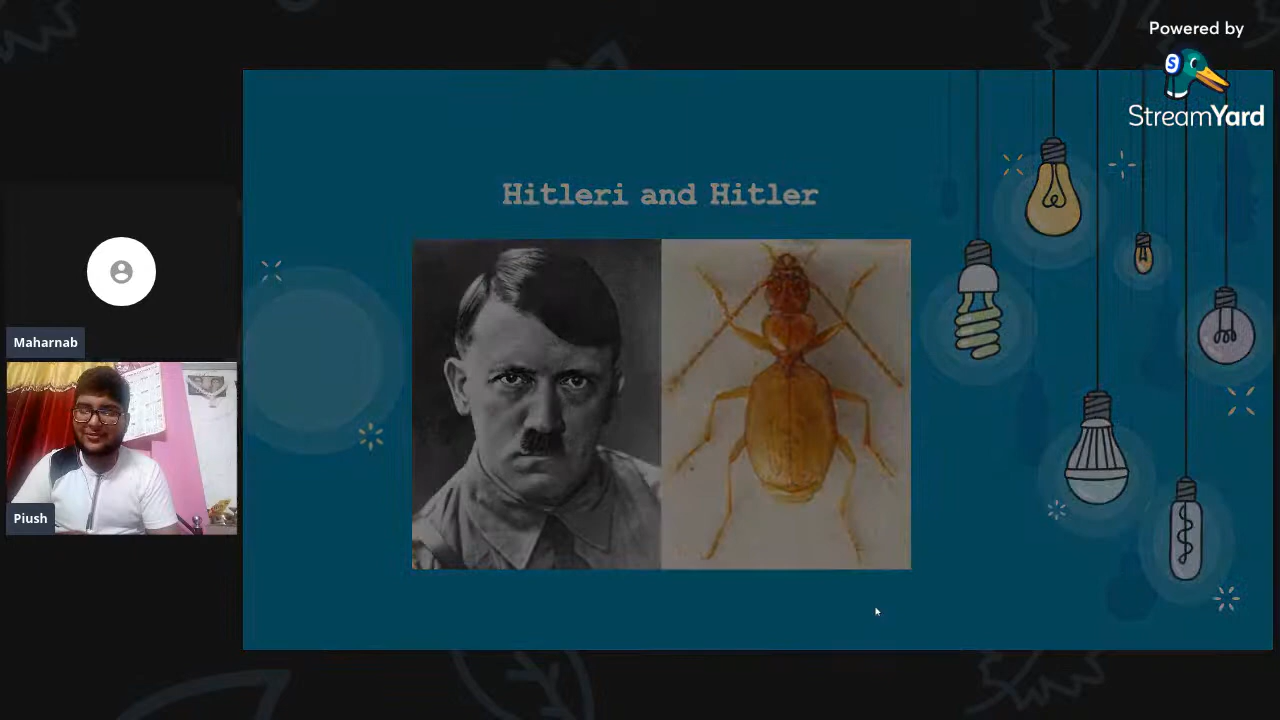 Powered by
StreamYard
Hitleri and Hitler
Maharnab
Piush